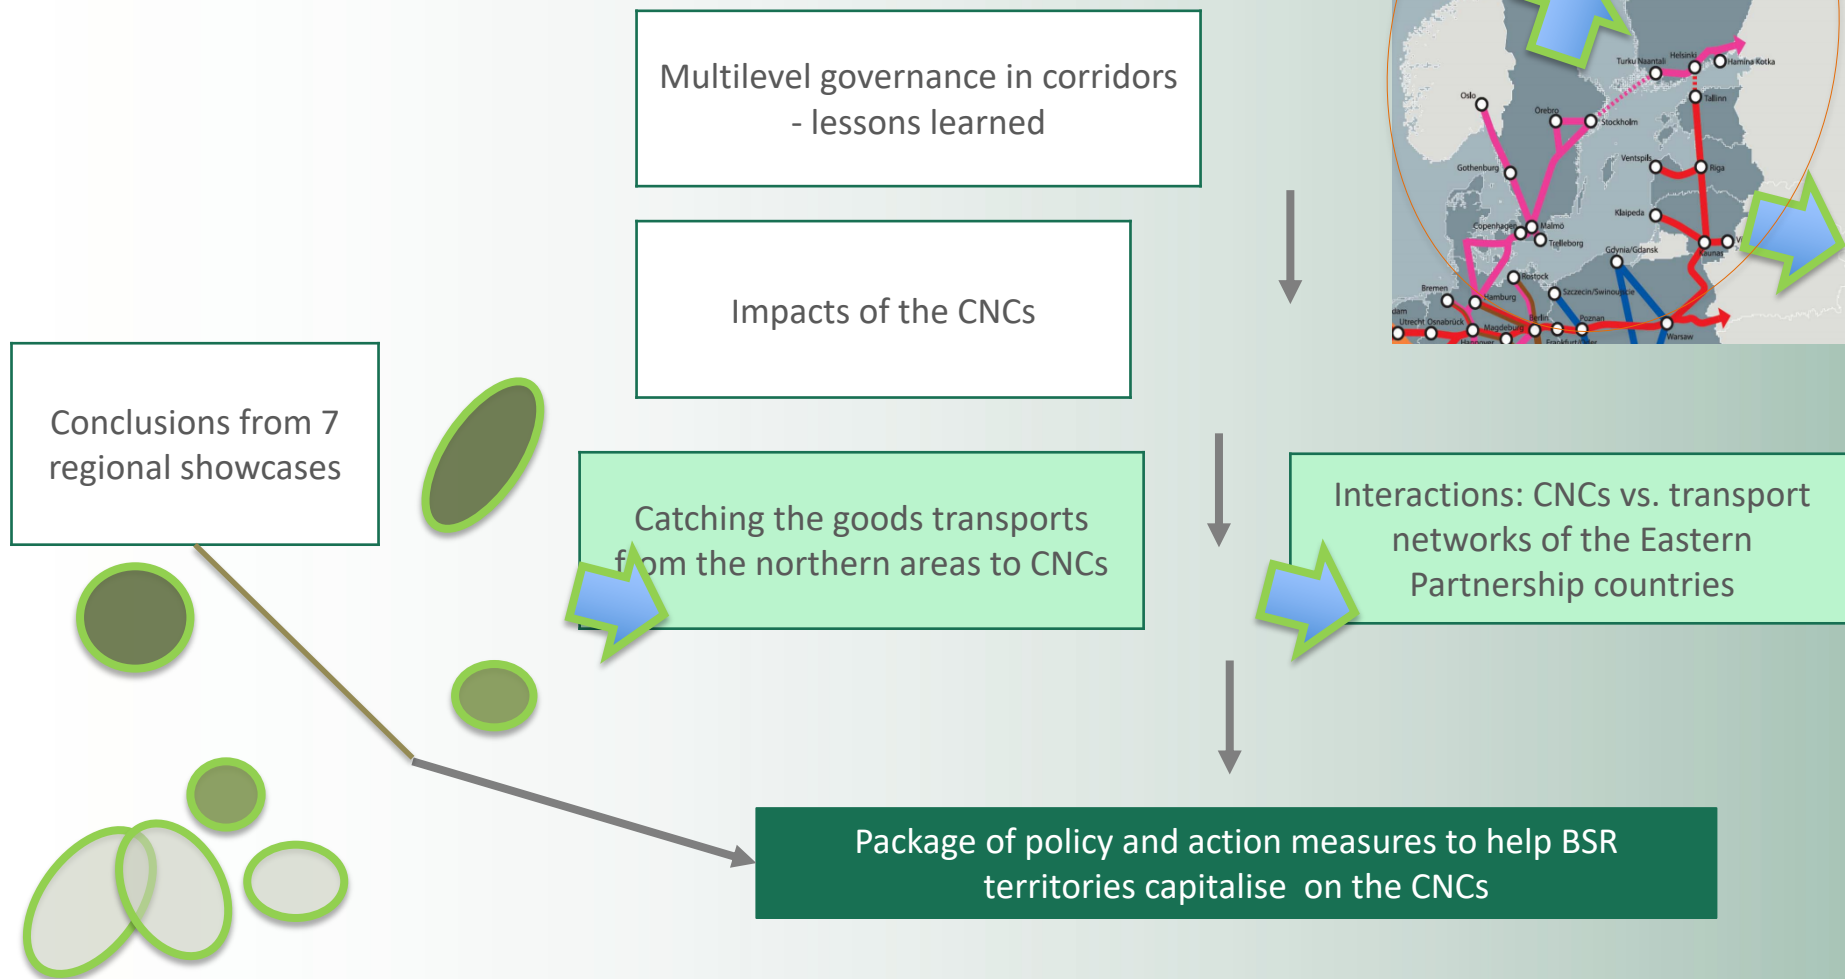 Multilevel governance in corridors
- lessons learned
Impacts of the CNCs
Conclusions from 7
regional showcases
Catching the goods transports
from the northern areas to CNCs
Interactions: CNCs vs. transport
networks of the Eastern
Partnership countries
Package of policy and action measures to help BSR
territories capitalise on the CNCs
Turku Naantali
Helsinki
Hamina Kotka
Oslo
Örebro
Stockholm
Tallinn
Ventspils
Riga
Gothenburg
Klaipeda
Copenhagen
Malmö
Trelleborg
Gdynia/Gdansk
Kaunas
Rostock
Bremen
Hamburg
Szczecin/Swinoujscie
Utrecht
Osnabrück
Magdeburg
Berlin
Poznan
Warsaw
Hannover